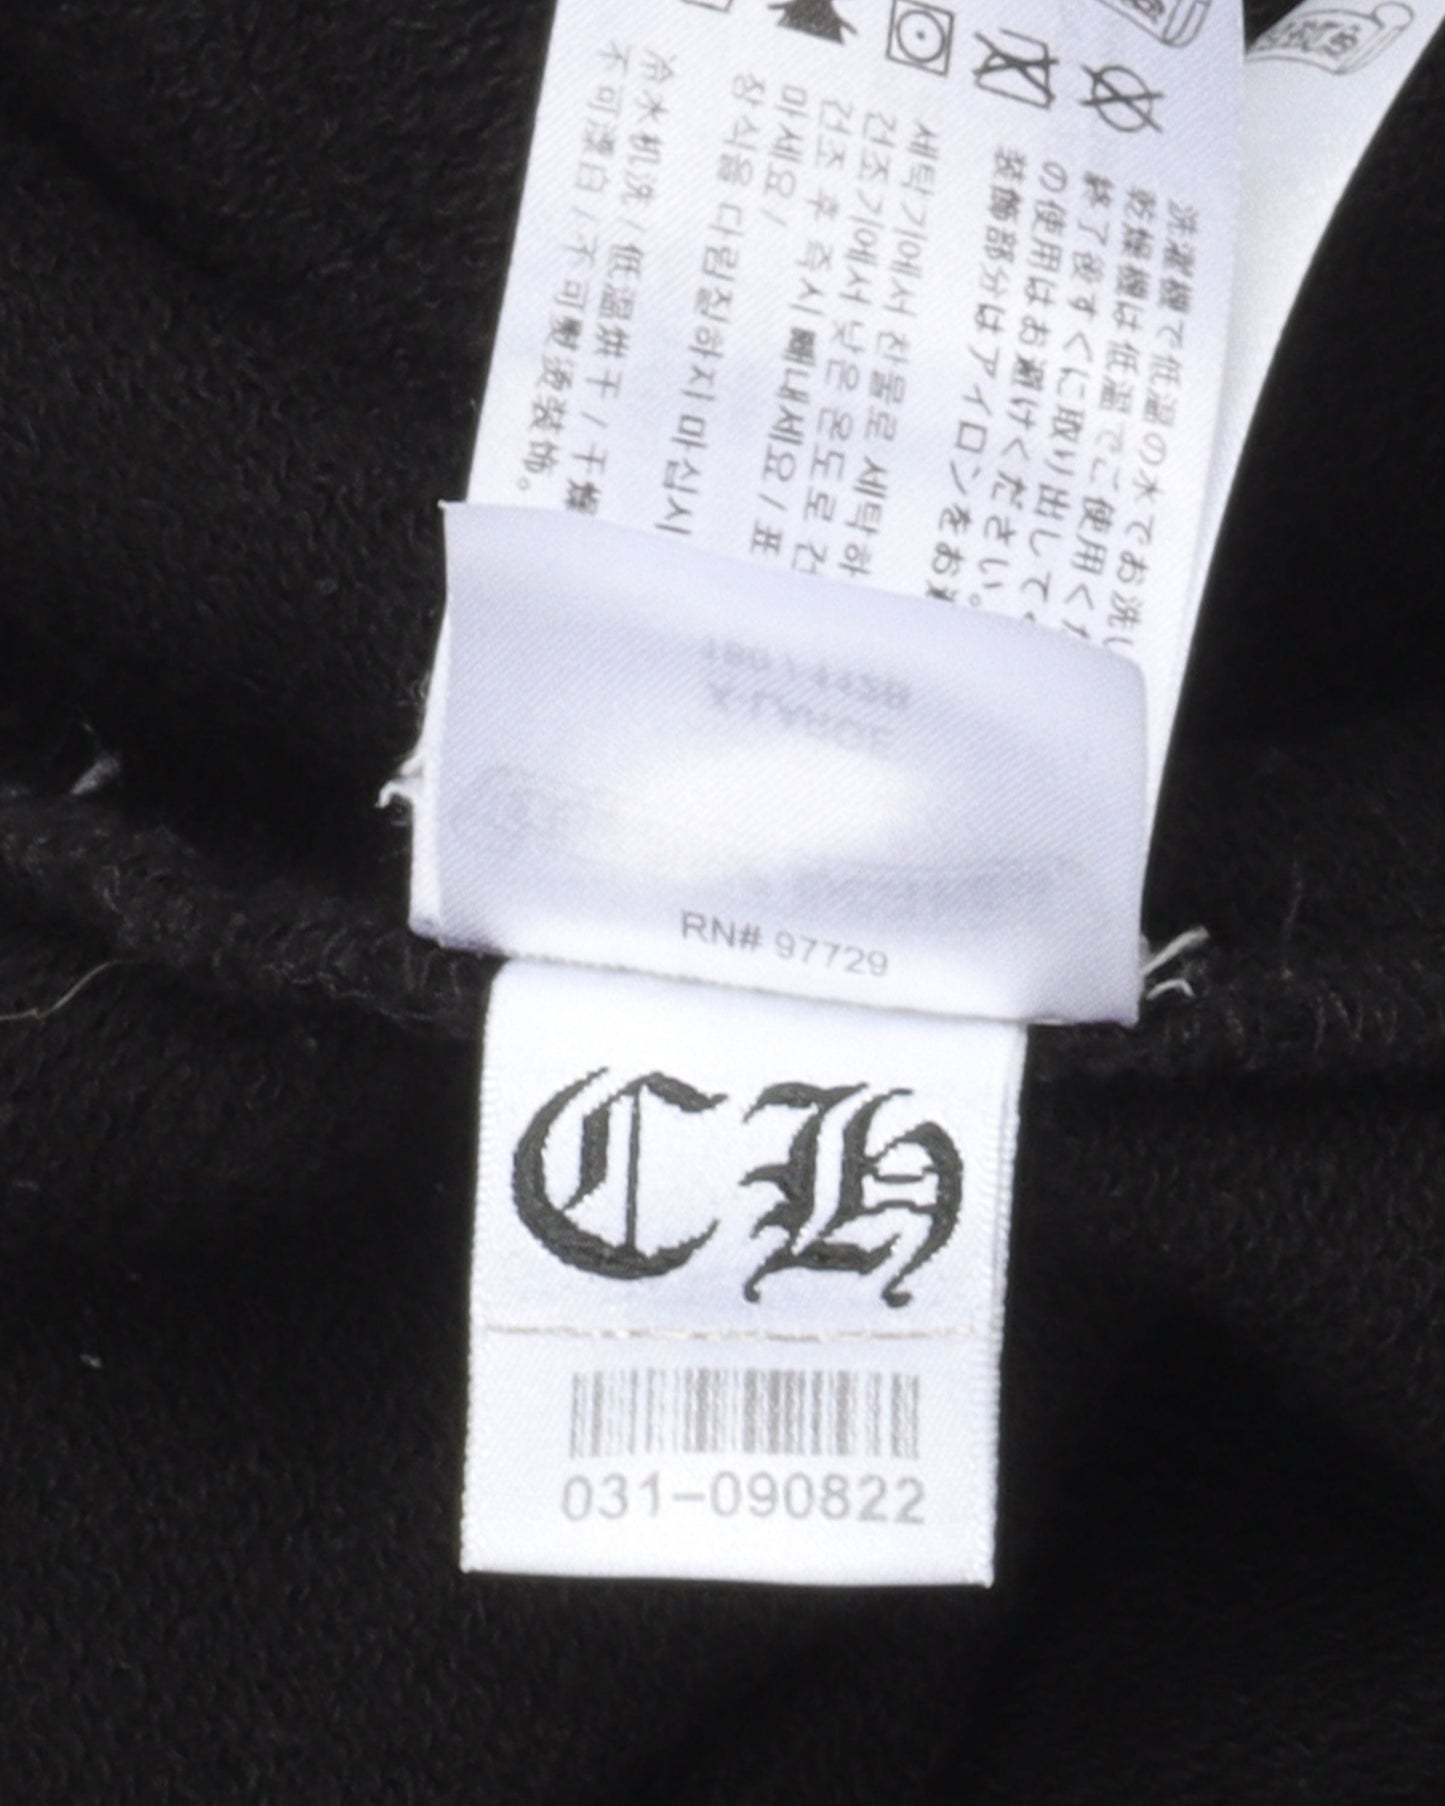 洗濯機で低温の水でお洗し
乾燥機は低温でご使用くだ
終了後すぐに取り出して
の使用はお避けください。
装飾部分はアイロンをお
세탁기에서 찬물로 세탁하
건조기에서 낮은 온도로 건
건조 후 즉시 빼내세요 / 표
마세요 /
장식을 다림질하지 마십시
冷水机洗 / 低温烘干 / 干燥
不可漂白 / 不可熨烫装饰。
RN# 97729
CH
031-090822